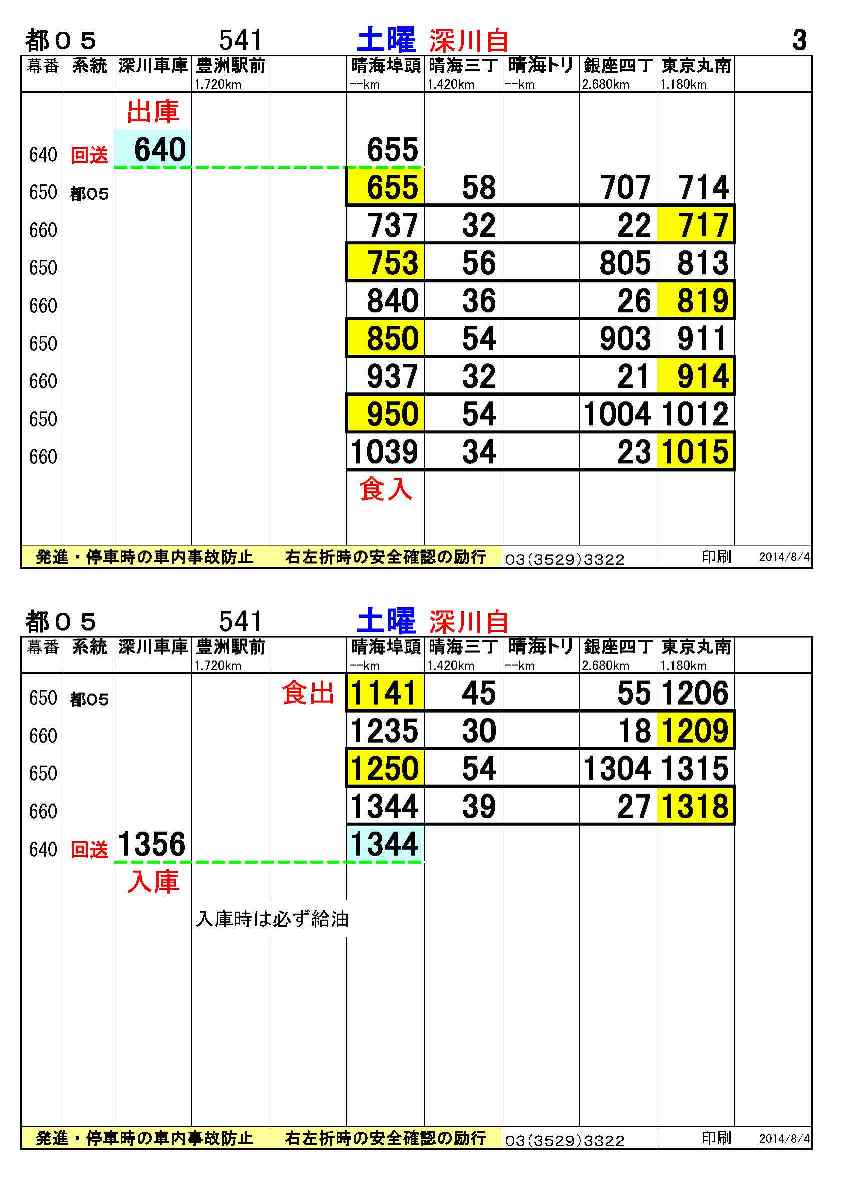 都０５ 541 土曜 深川自 3
幕番 系統 深川車庫 豊洲駅前 晴海埠頭 晴海三丁 晴海トリ 銀座四丁 東京丸南
1.720km --km 1.420km --km 2.680km 1.180km
出庫
640 回送 640 655
650 都05 655 58 707 714
660 737 32 22 717
650 753 56 805 813
660 840 36 26 819
650 850 54 903 911
660 937 32 21 914
650 950 54 1004 1012
660 1039 34 23 1015
食入
発進・停車時の車内事故防止 右左折時の安全確認の励行 03(3529)3322 印刷 2014/8/4
都０５ 541 土曜 深川自
幕番 系統 深川車庫 豊洲駅前 晴海埠頭 晴海三丁 晴海トリ 銀座四丁 東京丸南
1.720km --km 1.420km --km 2.680km 1.180km
650 都05 食出 1141 45 55 1206
660 1235 30 18 1209
650 1250 54 1304 1315
660 1344 39 27 1318
640 回送 1356 1344
入庫
入庫時は必ず給油
発進・停車時の車内事故防止 右左折時の安全確認の励行 03(3529)3322 印刷 2014/8/4